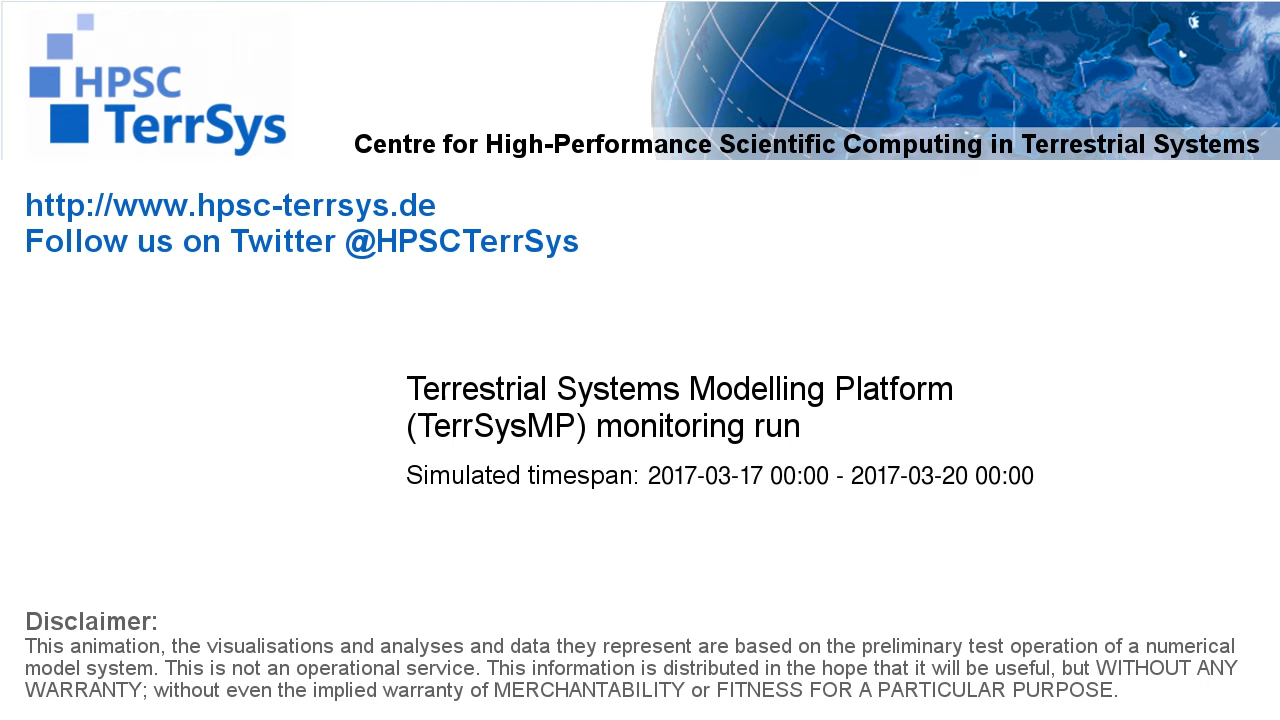 HPSC
TerrSys
Centre for High-Performance Scientific Computing in Terrestrial Systems
http://www.hpsc-terrsys.de
Follow us on Twitter @HPSCTerrSys
Terrestrial Systems Modelling Platform
(TerrSysMP) monitoring run
Simulated timespan: 2017-03-17 00:00 - 2017-03-20 00:00
Disclaimer:
This animation, the visualisations and analyses and data they represent are based on the preliminary test operation of a numerical
model system. This is not an operational service. This information is distributed in the hope that it will be useful, but WITHOUT ANY
WARRANTY; without even the implied warranty of MERCHANTABILITY or FITNESS FOR A PARTICULAR PURPOSE.